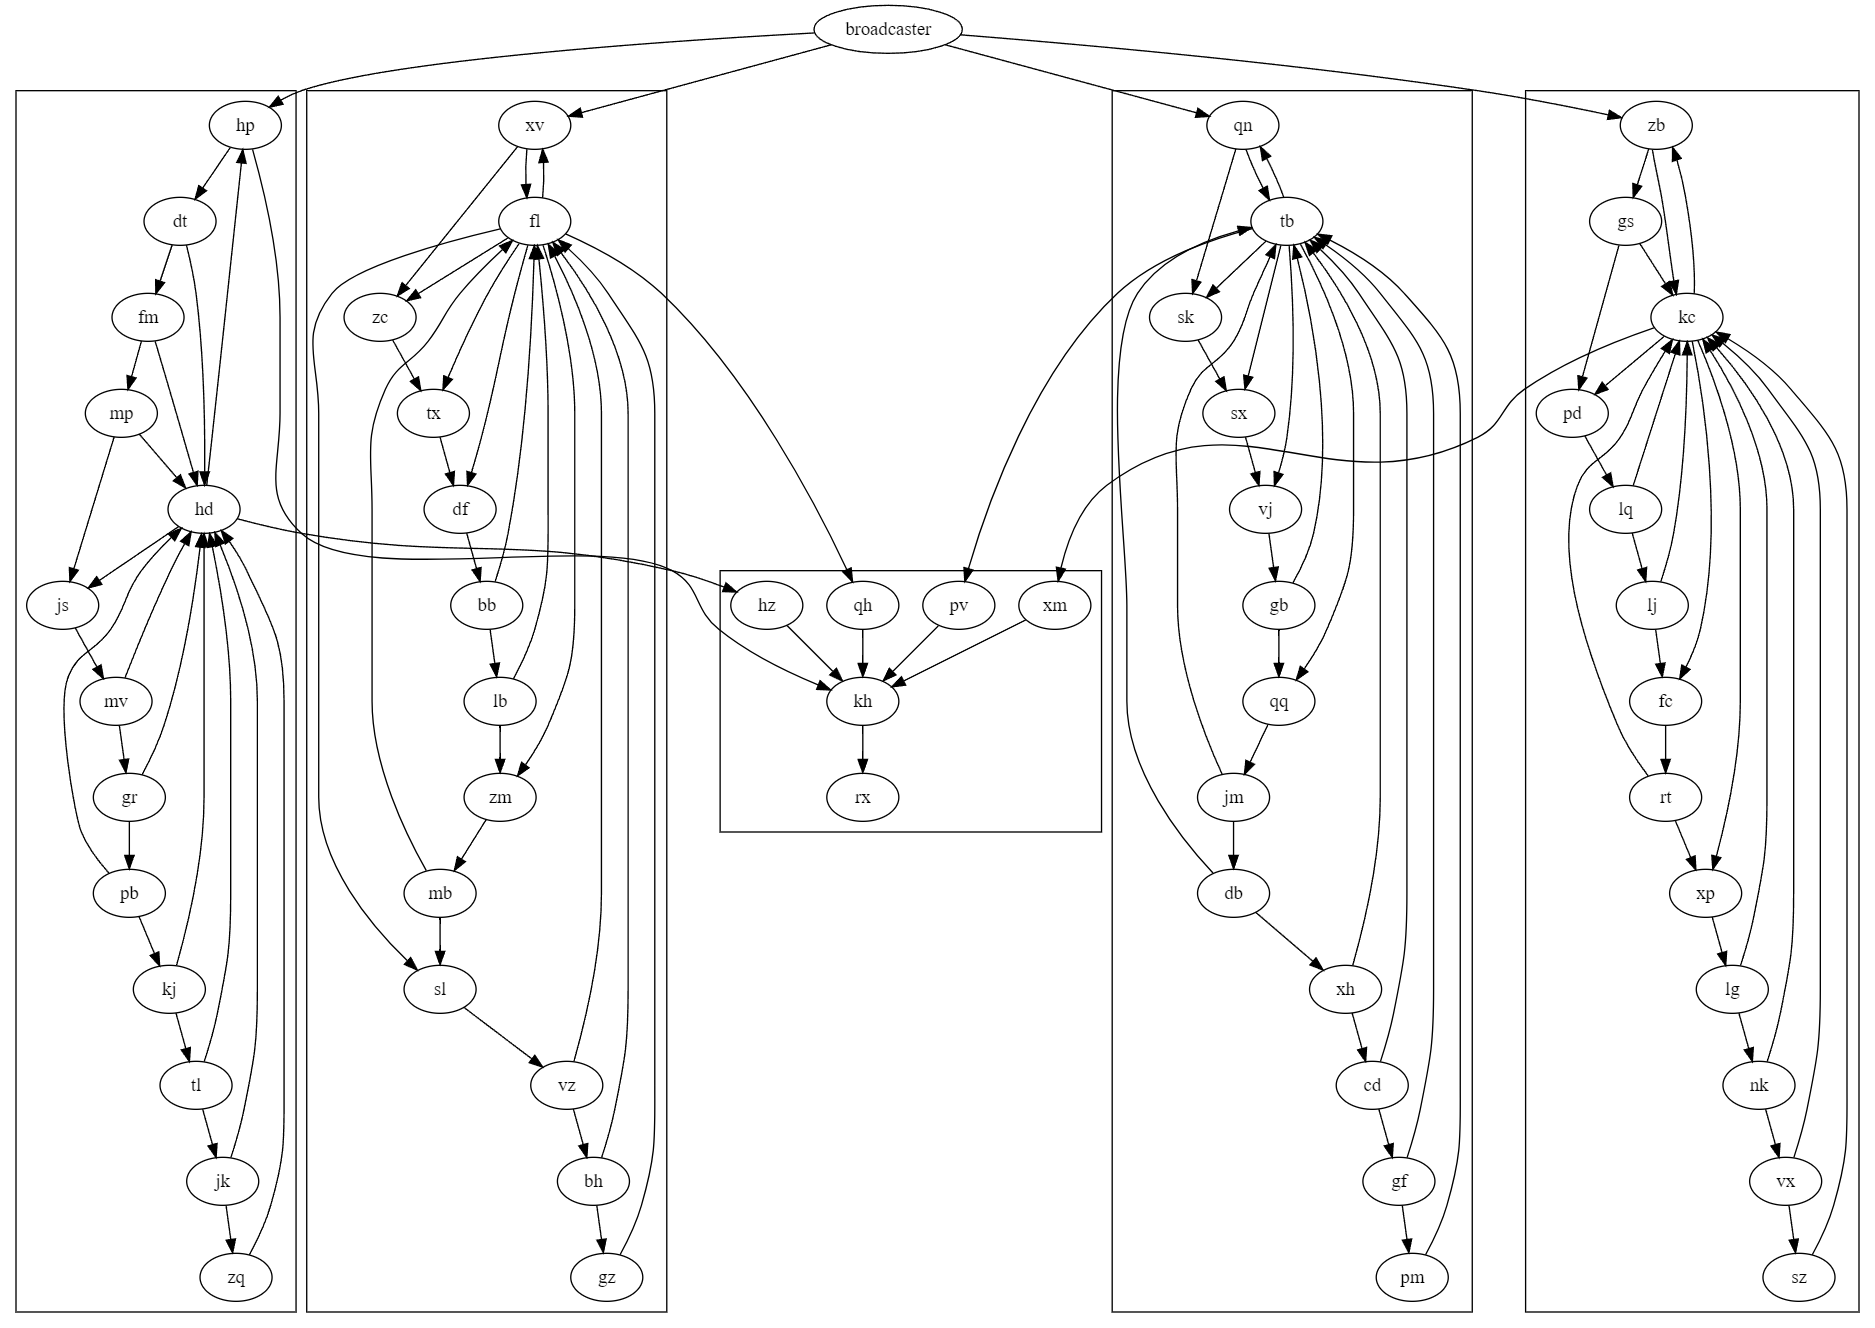 broadcaster
hp
dt
fm
mp
hd
js
mv
gr
pb
kj
tl
jk
zq
xv
fl
zc
tx
df
bb
lb
zm
mb
sl
vz
bh
gz
hz
qh
pv
xm
kh
rx
qn
tb
sk
sx
vj
gb
qq
jm
db
xh
cd
gf
pm
zb
gs
kc
pd
lq
lj
fc
rt
xp
lg
nk
vx
sz